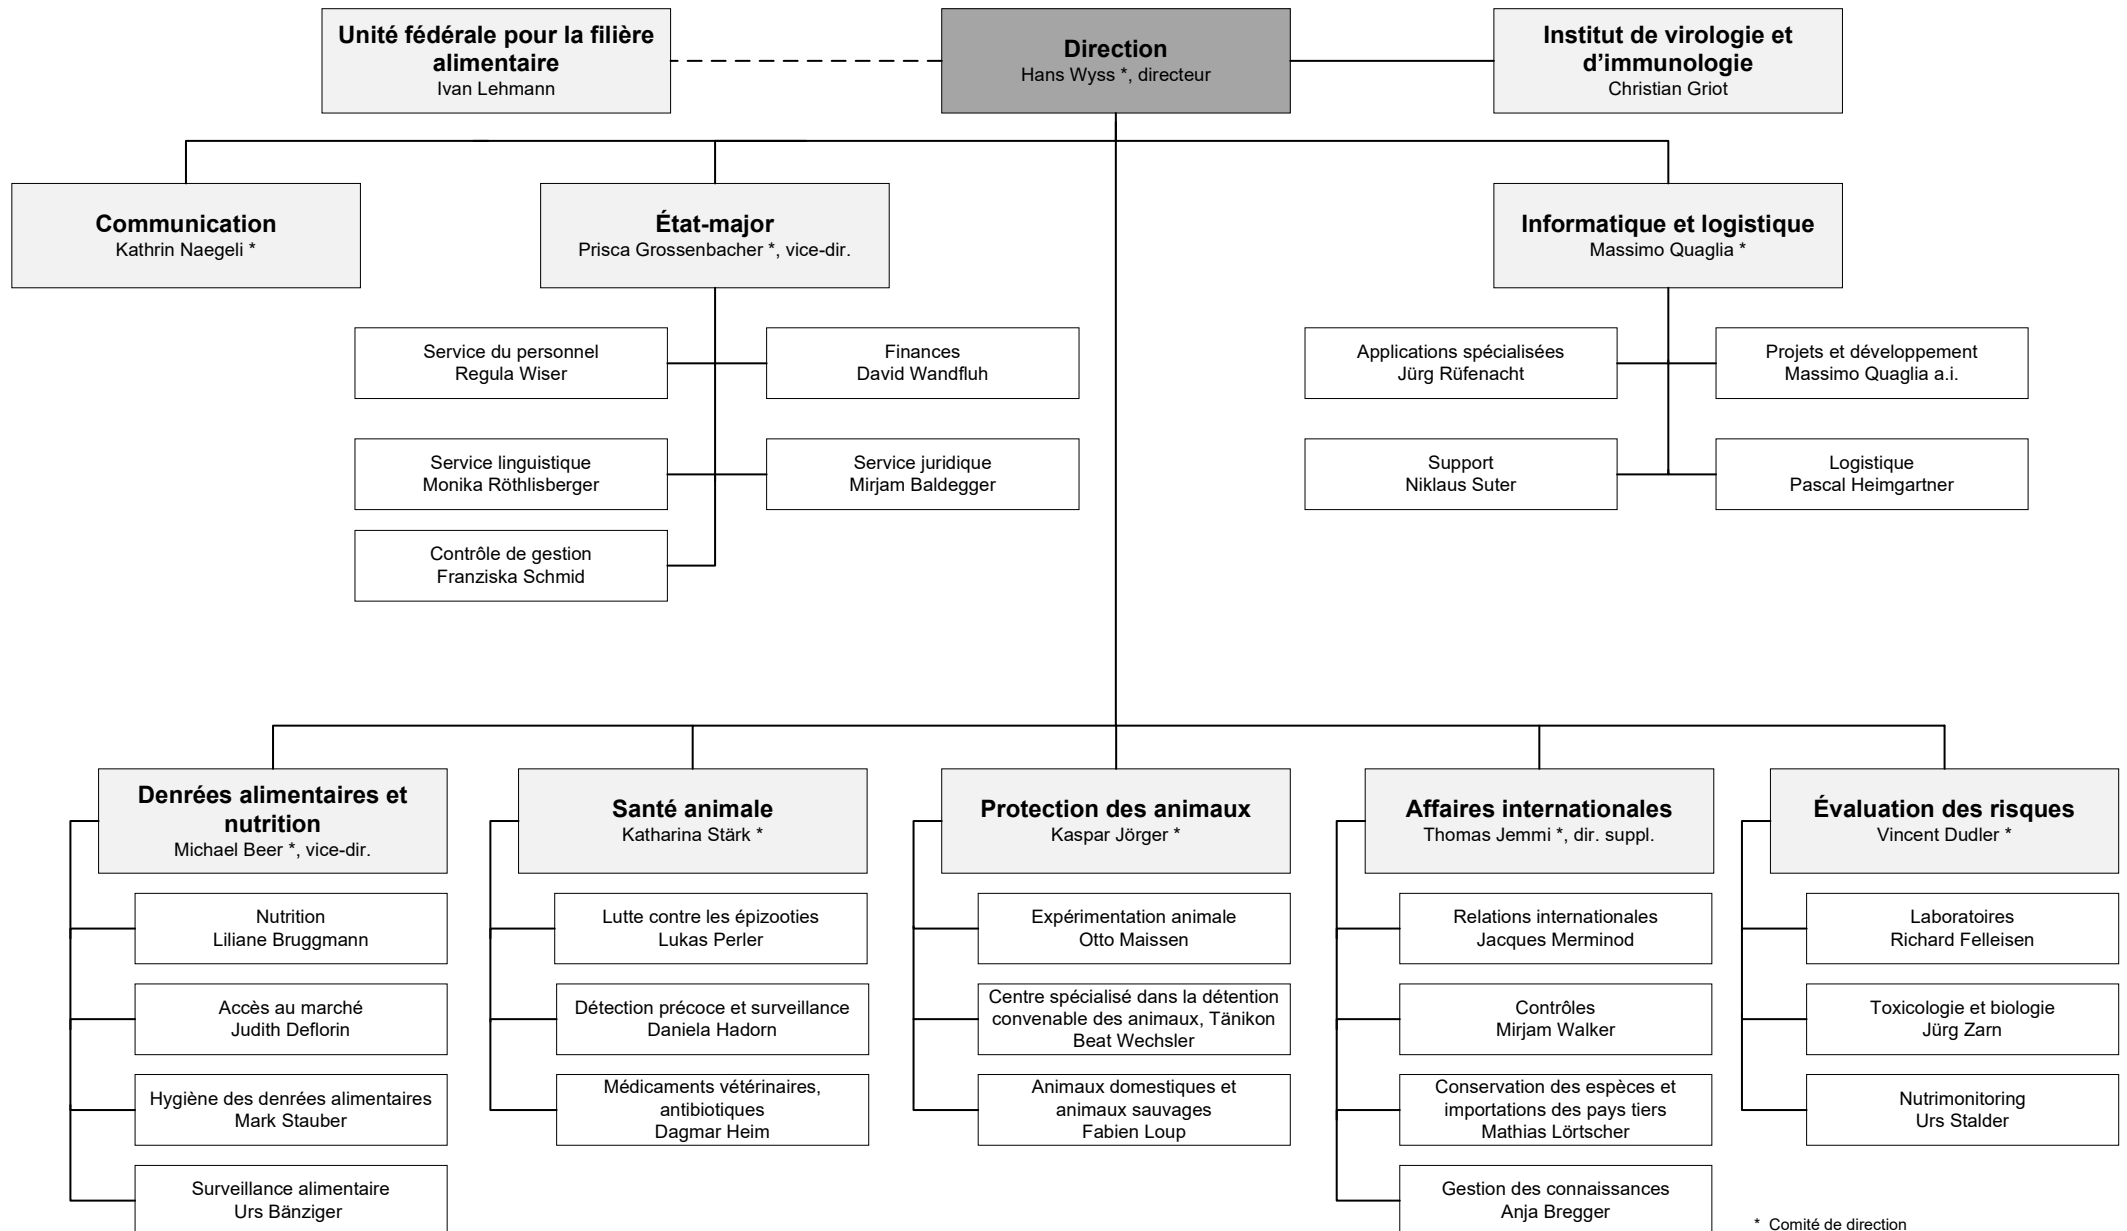 Unité fédérale pour la filière
alimentaire
Ivan Lehmann
Direction
Hans Wyss *, directeur
Institut de virologie et
d'immunologie
Christian Griot
Communication
Kathrin Naegeli *
État-major
Prisca Grossenbacher *, vice-dir.
Informatique et logistique
Massimo Quaglia *
Service du personnel
Regula Wiser
Finances
David Wandfluh
Applications spécialisées
Jürg Rüfenacht
Projets et développement
Massimo Quaglia a.i.
Service linguistique
Monika Röthlisberger
Service juridique
Mirjam Baldegger
Support
Niklaus Suter
Logistique
Pascal Heimgartner
Contrôle de gestion
Franziska Schmid
Denrées alimentaires et
nutrition
Michael Beer *, vice-dir.
Nutrition
Liliane Bruggmann
Accès au marché
Judith Deflorin
Hygiène des denrées alimentaires
Mark Stauber
Surveillance alimentaire
Urs Bänziger
Santé animale
Katharina Stärk *
Lutte contre les épizooties
Lukas Perler
Détection précoce et surveillance
Daniela Hadorn
Médicaments vétérinaires,
antibiotiques
Dagmar Heim
Protection des animaux
Kaspar Jörger *
Expérimentation animale
Otto Maissen
Centre spécialisé dans la détention
convenable des animaux, Tänikon
Beat Wechsler
Animaux domestiques et
animaux sauvages
Fabien Loup
Affaires internationales
Thomas Jemmi *, dir. suppl.
Relations internationales
Jacques Merminod
Contrôles
Mirjam Walker
Conservation des espèces et
importations des pays tiers
Mathias Lörtscher
Gestion des connaissances
Anja Bregger
Évaluation des risques
Vincent Dudler *
Laboratoires
Richard Felleisen
Toxicologie et biologie
Jürg Zarn
Nutrimonitoring
Urs Stalder
* Comité de direction